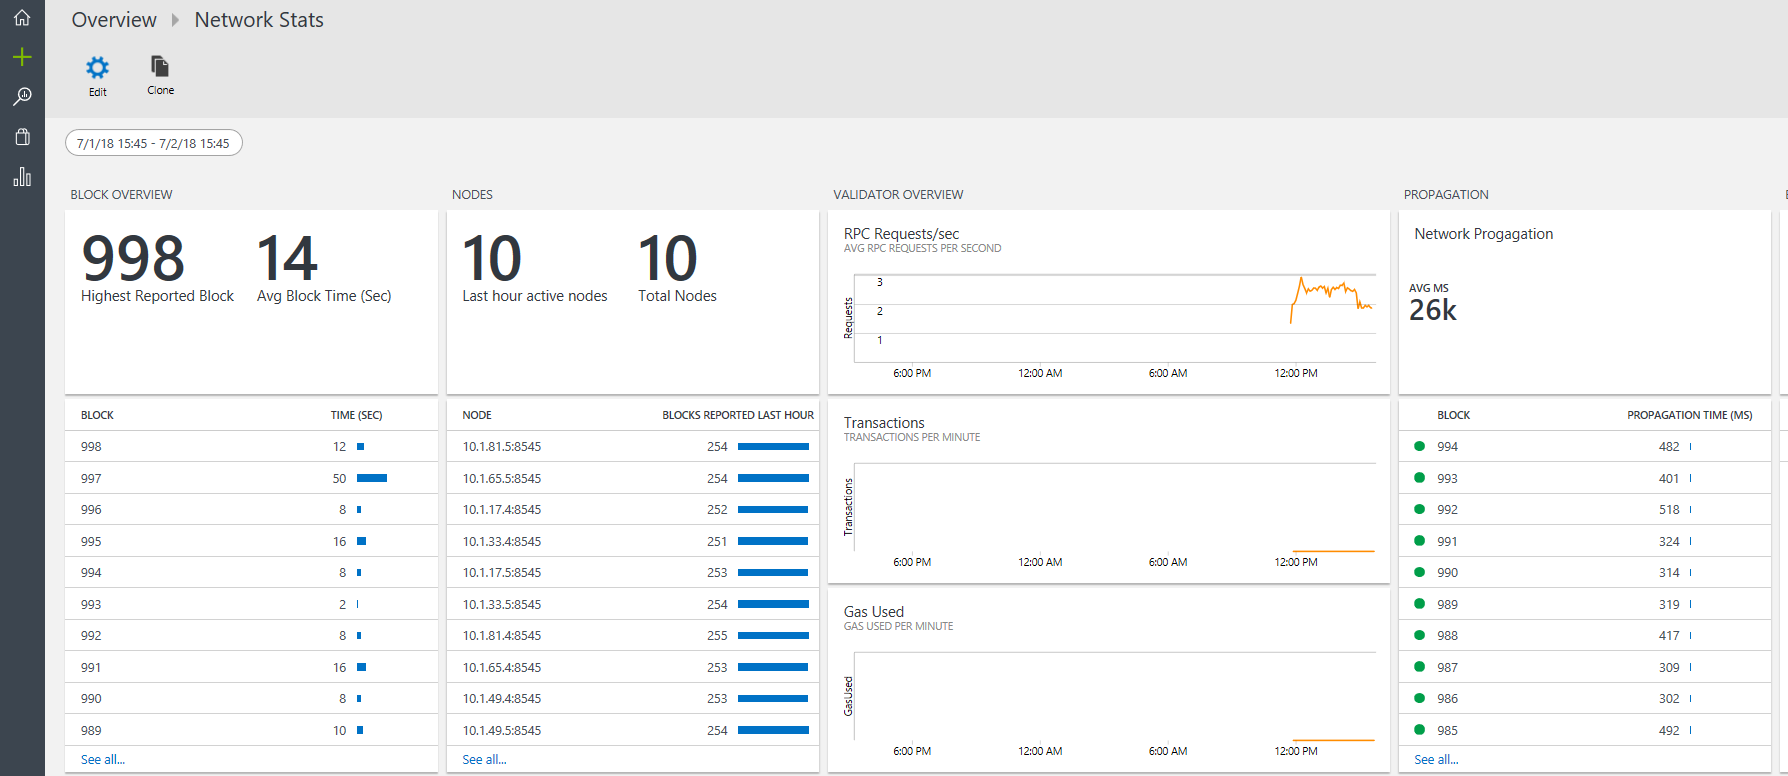 Overview Network Stats
Edit
Clone
7/1/18 15:45 - 7/2/18 15:45
BLOCK OVERVIEW
998
Highest Reported Block
14
Avg Block Time (Sec)
BLOCK TIME (SEC)
998 12
997 50
996 8
995 16
994 8
993 2
992 8
991 16
990 8
989 10
See all...
NODES
10
Last hour active nodes
10
Total Nodes
NODE BLOCKS REPORTED LAST HOUR
10.1.81.5:8545 254
10.1.65.5:8545 254
10.1.17.4:8545 252
10.1.33.4:8545 251
10.1.17.5:8545 253
10.1.33.5:8545 254
10.1.81.4:8545 255
10.1.65.4:8545 253
10.1.49.4:8545 253
10.1.49.5:8545 254
See all...
VALIDATOR OVERVIEW
RPC Requests/sec
AVG RPC REQUESTS PER SECOND
Requests
3
2
1
6:00 PM 12:00 AM 6:00 AM 12:00 PM
Transactions
TRANSACTIONS PER MINUTE
Transactions
6:00 PM 12:00 AM 6:00 AM 12:00 PM
Gas Used
GAS USED PER MINUTE
GasUsed
6:00 PM 12:00 AM 6:00 AM 12:00 PM
PROPAGATION
Network Progagation
AVG MS
26k
BLOCK PROPAGATION TIME (MS)
994 482
993 401
992 518
991 324
990 314
989 319
988 417
987 309
986 302
985 492
See all...